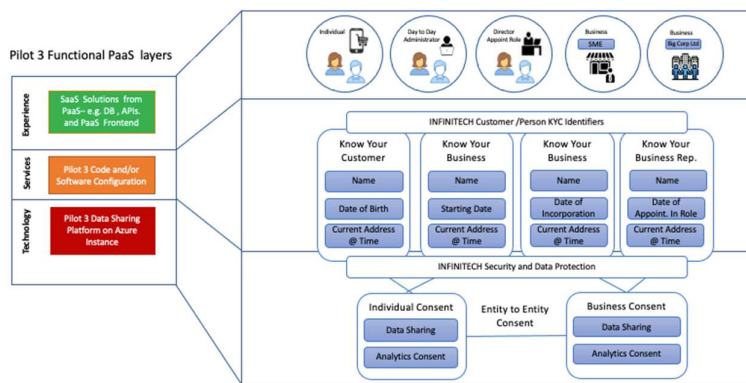 Pilot 3 Functional PaaS layers
Experience
SaaS Solutions from
PaaS– e.g. DB , APIs.
and PaaS Frontend
Services
Pilot 3 Code and/or
Software Configuration
Technology
Pilot 3 Data Sharing
Platform on Azure
Instance
Individual
Day to Day
Administrator
Director
Appoint Role
Business
SME
Business
Big Corp Ltd
INFINITECH Customer /Person KYC Identifiers
Know Your
Customer
Name
Date of Birth
Current Address
@ Time
Know Your
Business
Name
Starting Date
Current Address
@ Time
Know Your
Business
Name
Date of
Incorporation
Current Address
@ Time
Know Your
Business Rep.
Name
Date of
Appoint. In Role
Current Address
@ Time
INFINITECH Security and Data Protection
Individual Consent
Data Sharing
Analytics Consent
Entity to Entity
Consent
Business Consent
Data Sharing
Analytics Consent